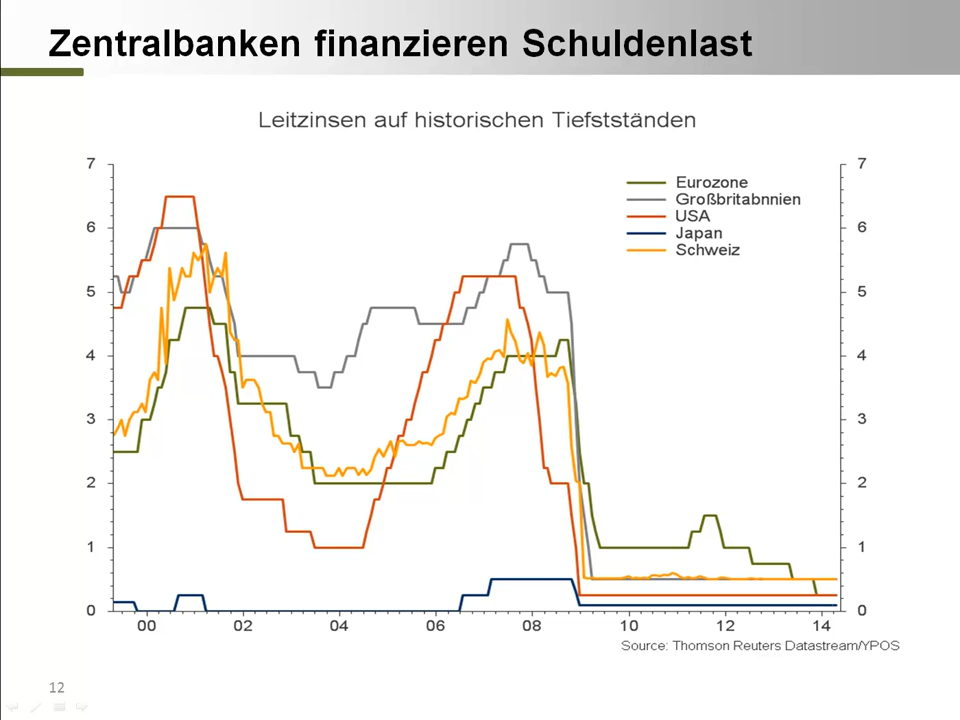 Zentralbanken finanzieren Schuldenlast
Leitzinsen auf historischen Tiefstständen
7 7
Eurozone
Großbritabnnien
USA
Japan
Schweiz
6 6
5 5
4 4
3 3
2 2
1 1
0 0
00 02 04 06 08 10 12 14
Source: Thomson Reuters Datastream/YPOS
12